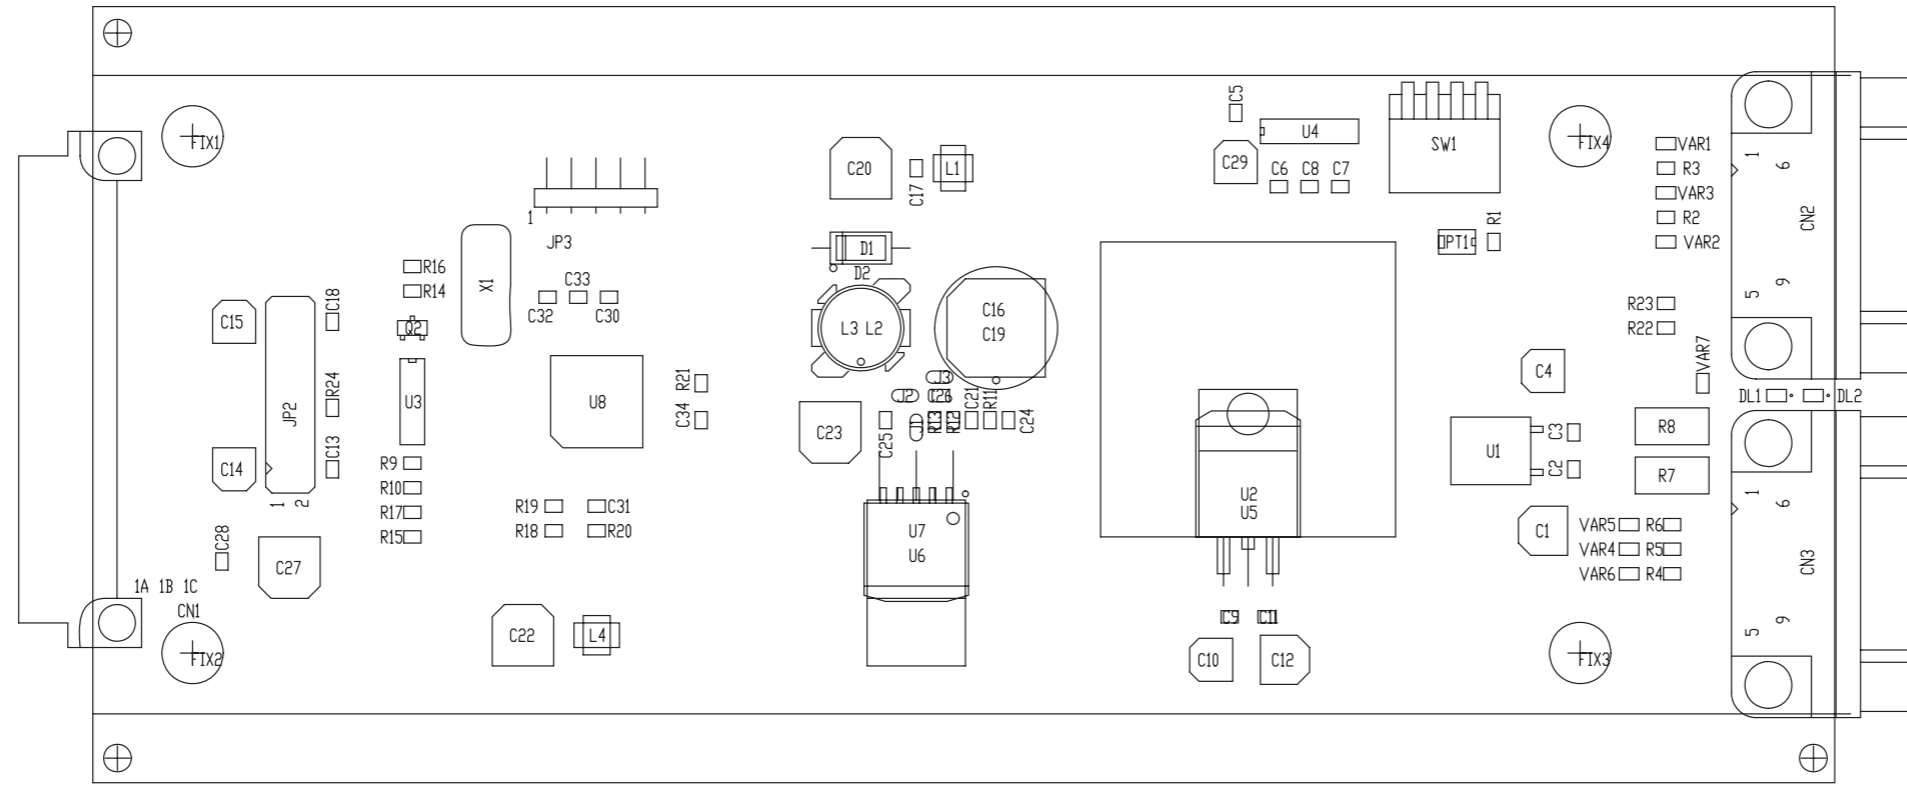 C5
FIX1
U4
SW1
FIX4
VAR1
1
6
C20
C17
L1
C29
C6 C8 C7
R3
VAR3
R2
VAR2
R1
CN2
1
JP3
D1
OPT1
D2
R16
R14
X1
C33
C32
C30
C15
C18
Q2
L3 L2
C16
C19
5
9
R23
R22
VAR7
C4
J3
J2
C26
R21
C34
R24
U3
U8
JP2
C23
C25
J1
R13
R12
C21
R11
C24
DL1
DL2
R8
R7
C3
C2
U1
C14
C13
R9
R10
R17
R15
1
2
U2
U5
1
6
C28
C27
R19
C31
R18
R20
U7
U6
C1
VAR5
R6
VAR4
R5
VAR6
R4
CN3
1A 1B 1C
CN1
C9
C11
C22
L4
5
9
FIX2
C10
C12
FIX3